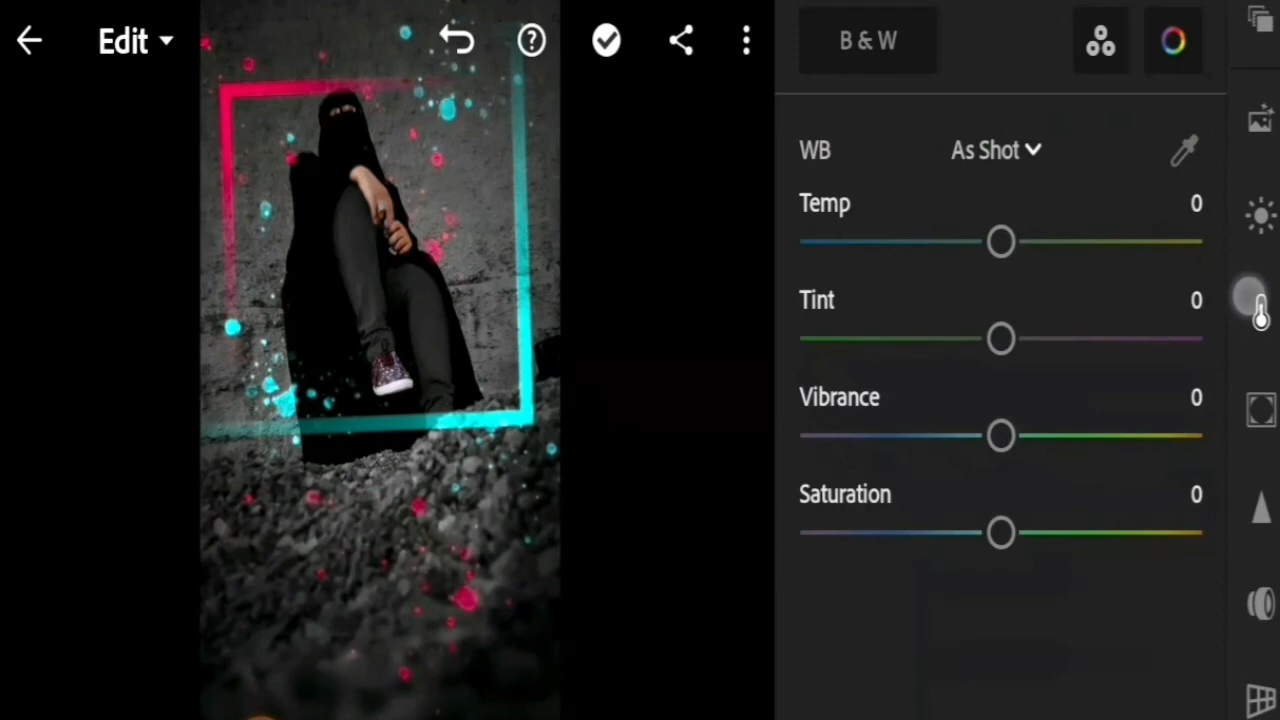 Edit
B & W
WB As Shot
Temp 0
Tint 0
Vibrance 0
Saturation 0